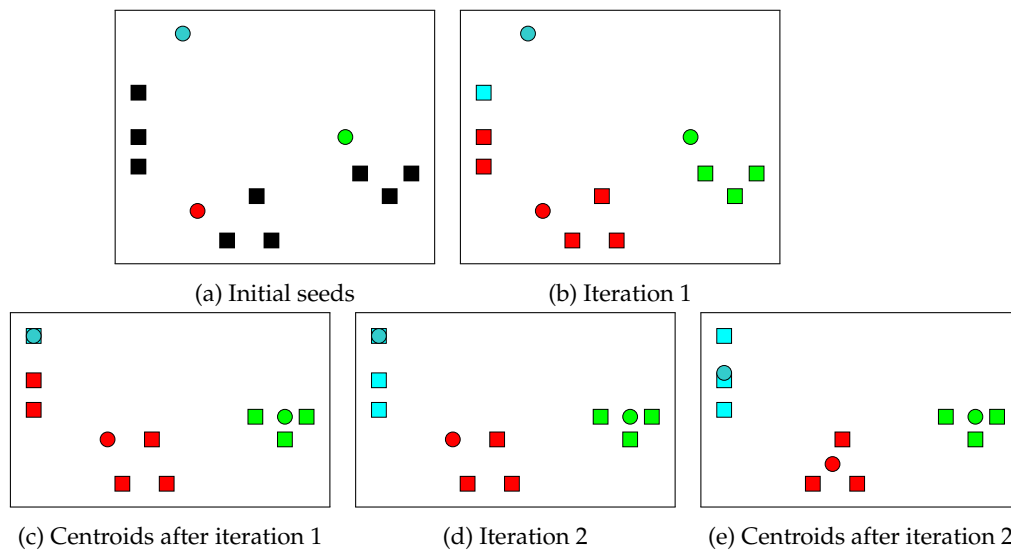 (a) Initial seeds
(b) Iteration 1
(c) Centroids after iteration 1
(d) Iteration 2
(e) Centroids after iteration 2